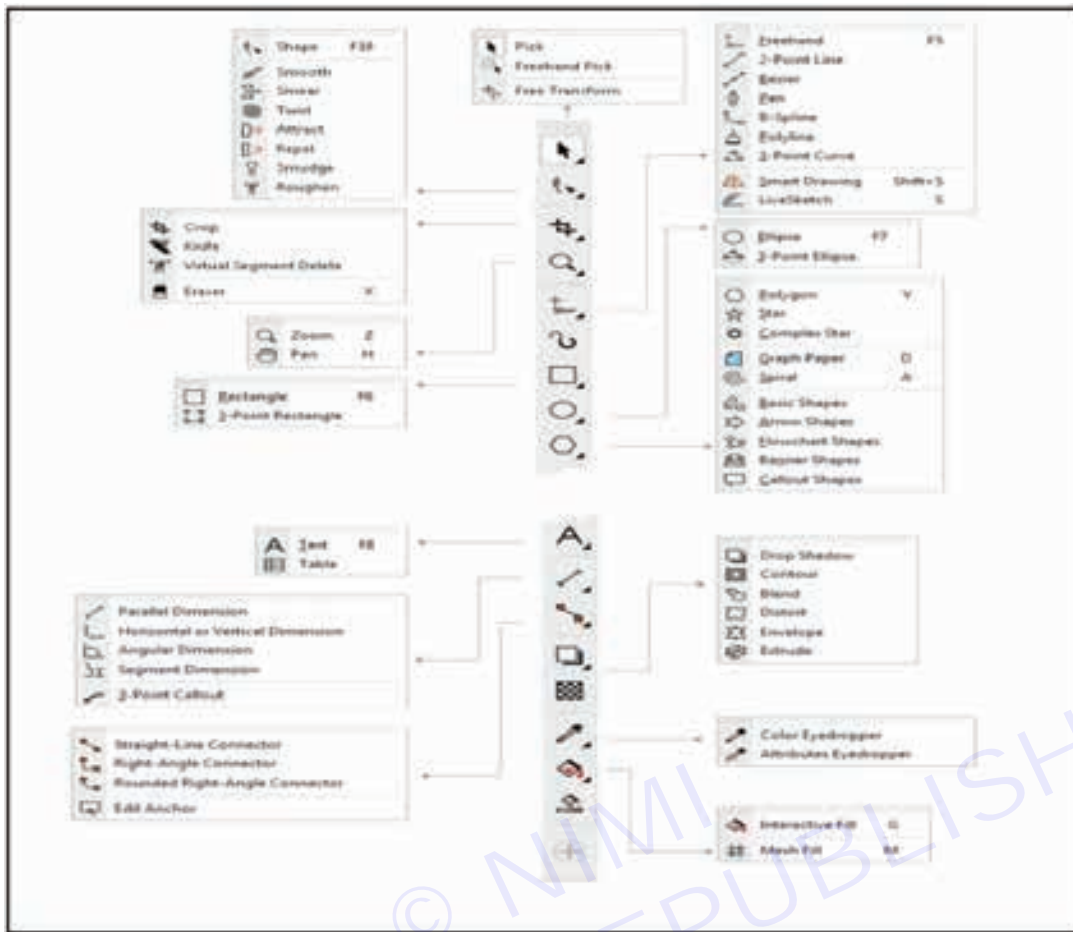 Shape F10
Smooth
Smear
Twirl
Attract
Repel
Smudge
Roughen
Pick
Freehand Pick
Free Transform
Freehand F5
2-Point Line
Bezier
Pen
B-Spline
Polyline
3-Point Curve
Smart Drawing Shift+S
LiveSketch S
Crop
Knife
Virtual Segment Delete
Eraser X
Ellipse F7
3-Point Ellipse
Zoom Z
Pan H
Rectangle F6
3-Point Rectangle
Polygon Y
Star
Complex Star
Graph Paper D
Spiral A
Basic Shapes
Arrow Shapes
Flowchart Shapes
Banner Shapes
Callout Shapes
Text F8
Table
Parallel Dimension
Horizontal or Vertical Dimension
Angular Dimension
Segment Dimension
3-Point Callout
Drop Shadow
Contour
Blend
Distort
Envelope
Extrude
Straight-Line Connector
Right-Angle Connector
Rounded Right-Angle Connector
Edit Anchor
Color Eyedropper
Attributes Eyedropper
Interactive Fill G
Mesh Fill M
© NIMI
REPUBLISH